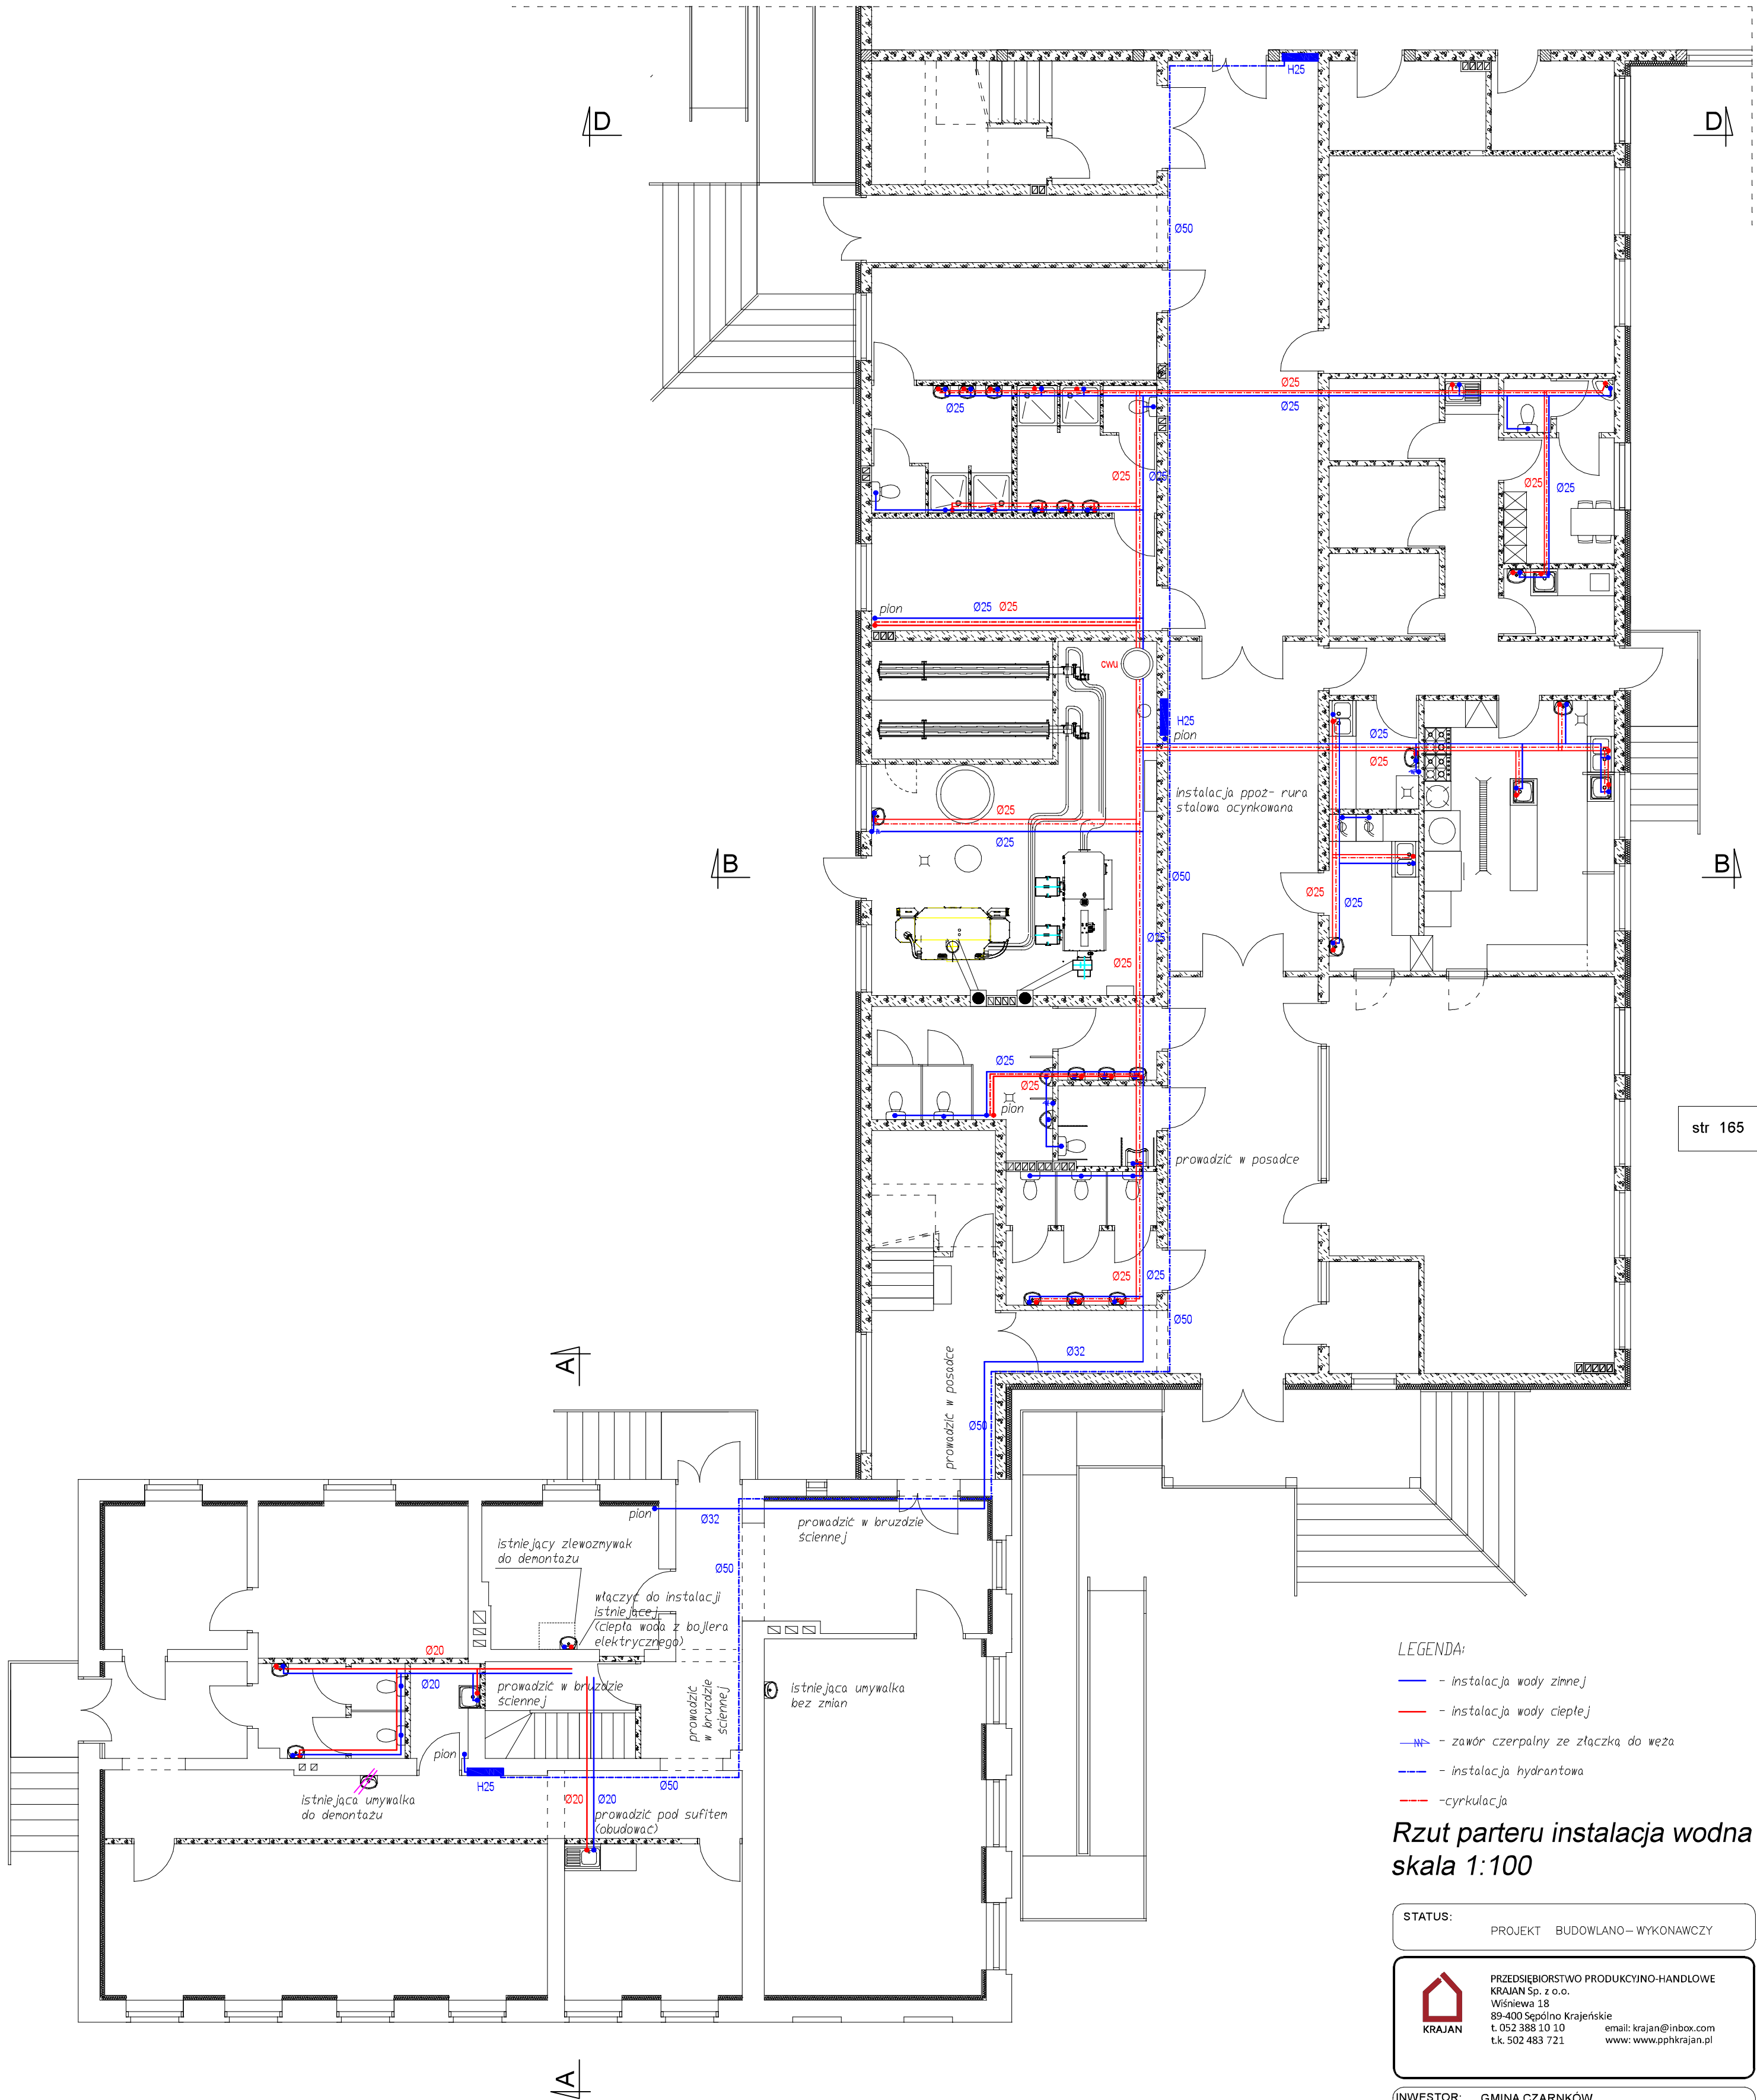 H25
D
D
Ø50
Ø25
Ø25
Ø25
Ø25
Ø25
Ø25
Ø25
pion
Ø25 Ø25
cwu
H25
pion
Ø25
Ø25
instalacja ppoż- rura
stalowa ocynkowana
Ø25
Ø25
B
B
Ø50
Ø25
Ø25
Ø25
Ø25
Ø25
Ø25
pion
str 165
prowadzić w posadce
Ø25
Ø25
Ø50
Ø32
prowadzić w posadce
A
Ø50
pion
Ø32
prowadzić w bruzdzie
ściennej
istniejący zlewozmywak
do demontażu
Ø50
włączyć do instalacji
istniejącej
(ciepła woda z bojlera
elektrycznego)
Ø20
Ø20
prowadzić w bruzdzie
ściennej
prowadzić
w bruzdzie
ściennej
istniejąca umywalka
bez zmian
pion
H25
Ø50
istniejąca umywalka
do demontażu
Ø20
Ø20
prowadzić pod sufitem
(obudować)
A
LEGENDA:
- instalacja wody zimnej
- instalacja wody ciepłej
- zawór czerpalny ze złączką do węża
- instalacja hydrantowa
-cyrkulacja
Rzut parteru instalacja wodna
skala 1:100
STATUS:
PROJEKT BUDOWLANO-WYKONAWCZY
PRZEDSIĘBIORSTWO PRODUKCYJNO-HANDLOWE
KRAJAN Sp. z o.o.
Wiśniewa 18
89-400 Sępólno Krajeńskie
t. 052 388 10 10 email: krajan@inbox.com
t.k. 502 483 721 www: www.pphkrajan.pl
KRAJAN
INWESTOR: GMINA CZARNKÓW